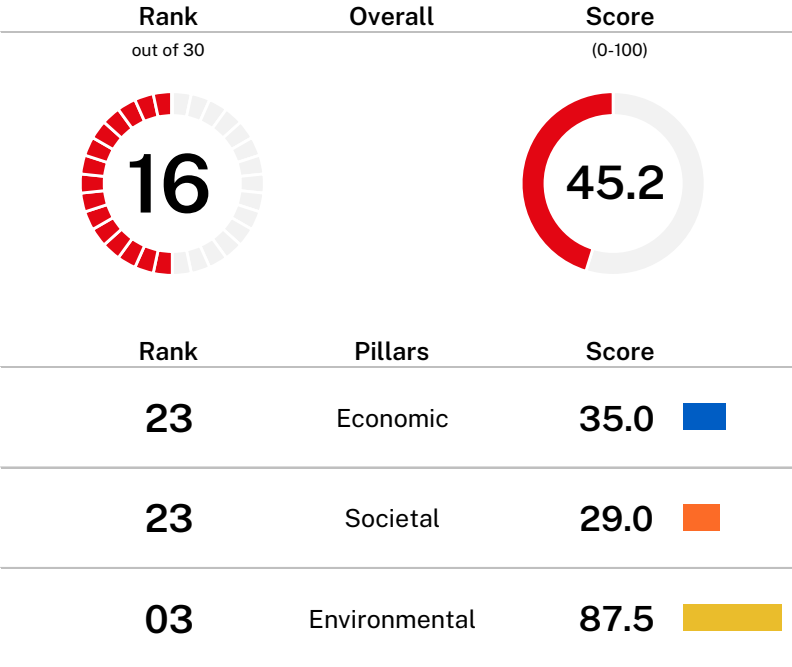 Rank Overall Score
out of 30 (0-100)
16 45.2
Rank Pillars Score
23 Economic 35.0
23 Societal 29.0
03 Environmental 87.5